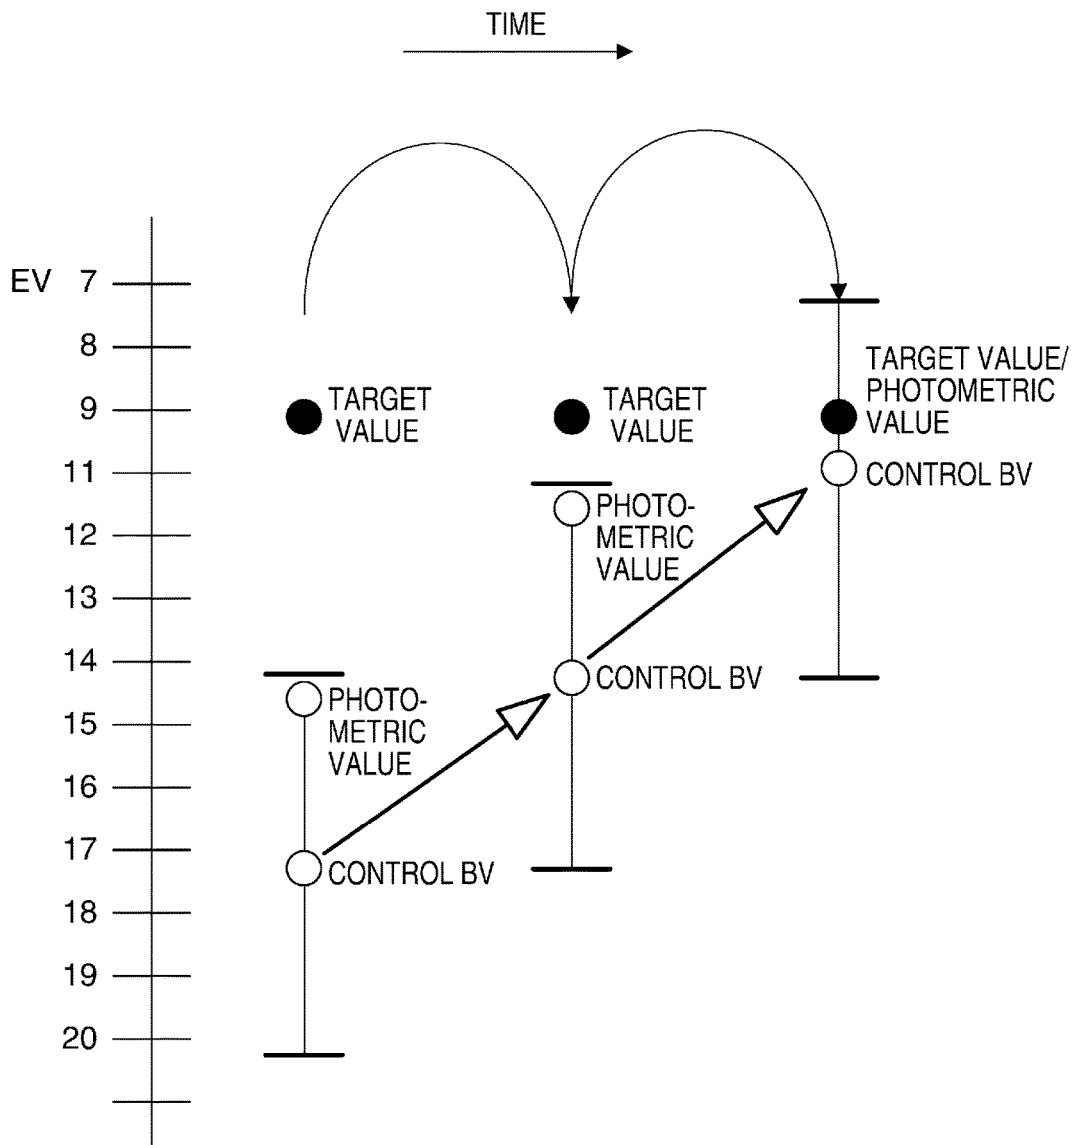 TIME
EV 7
8
9
11
12
13
14
15
16
17
18
19
20
TARGET
VALUE
PHOTO-
METRIC
VALUE
CONTROL BV
TARGET
VALUE
PHOTO-
METRIC
VALUE
CONTROL BV
TARGET VALUE/
PHOTOMETRIC
VALUE
CONTROL BV